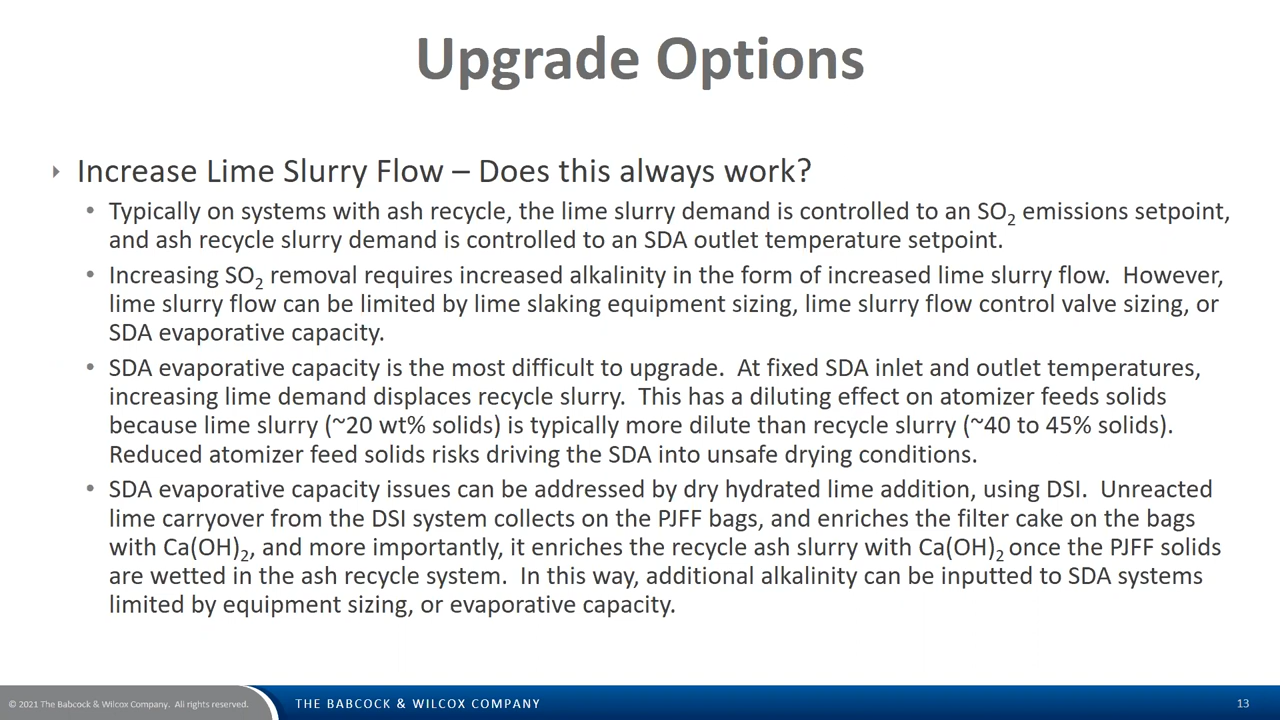 Upgrade Options
Increase Lime Slurry Flow – Does this always work?
• Typically on systems with ash recycle, the lime slurry demand is controlled to an SO₂ emissions setpoint,
and ash recycle slurry demand is controlled to an SDA outlet temperature setpoint.
• Increasing SO₂ removal requires increased alkalinity in the form of increased lime slurry flow.  However,
lime slurry flow can be limited by lime slaking equipment sizing, lime slurry flow control valve sizing, or
SDA evaporative capacity.
• SDA evaporative capacity is the most difficult to upgrade.  At fixed SDA inlet and outlet temperatures,
increasing lime demand displaces recycle slurry.  This has a diluting effect on atomizer feeds solids
because lime slurry (~20 wt% solids) is typically more dilute than recycle slurry (~40 to 45% solids).
Reduced atomizer feed solids risks driving the SDA into unsafe drying conditions.
• SDA evaporative capacity issues can be addressed by dry hydrated lime addition, using DSI.  Unreacted
lime carryover from the DSI system collects on the PJFF bags, and enriches the filter cake on the bags
with Ca(OH)₂, and more importantly, it enriches the recycle ash slurry with Ca(OH)₂ once the PJFF solids
are wetted in the ash recycle system.  In this way, additional alkalinity can be inputted to SDA systems
limited by equipment sizing, or evaporative capacity.
© 2021 The Babcock & Wilcox Company.  All rights reserved.
THE BABCOCK & WILCOX COMPANY
13